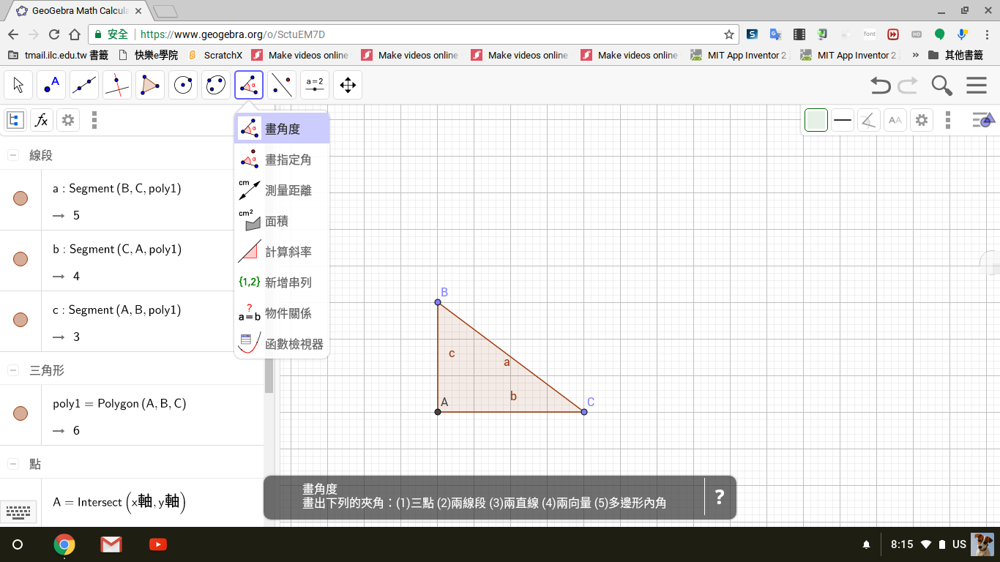 GeoGebra Math Calcula
安全
https://www.geogebra.org/o/SctuEM7D
S
font
HD
tmail.ilc.edu.tw 書籤
快樂e學院
ScratchX
Make videos online
Make videos online
Make videos online
Make videos online
MIT App Inventor 2
MIT App Inventor 2
»
其他書籤
A
α
a=2
fx
AA
α 畫角度
α 畫指定角
cm 測量距離
cm² 面積
計算斜率
{1,2} 新增串列
? a=b 物件關係
函數檢視器
線段
a : Segment (B, C, poly1)
→ 5
b : Segment (C, A, poly1)
→ 4
c : Segment (A, B, poly1)
→ 3
三角形
poly1 = Polygon (A, B, C)
→ 6
點
A = Intersect (x軸, y軸)
B
c
a
b
A
C
畫角度
畫出下列的夾角：(1)三點 (2)兩線段 (3)兩直線 (4)兩向量 (5)多邊形內角
?
8:15
US